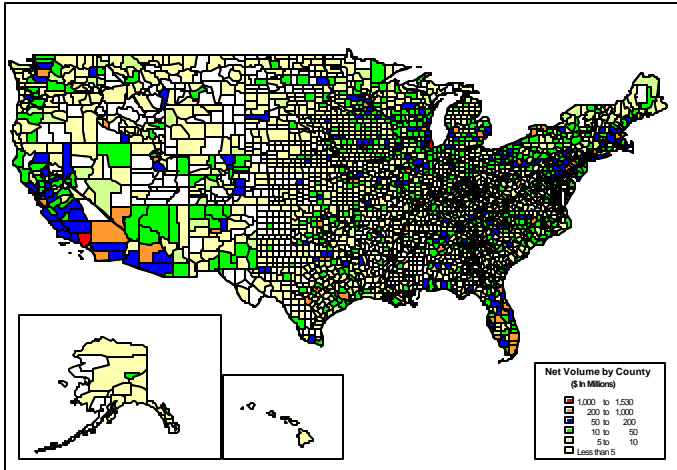 Net Volume by County
($ In Millions)
1,000 to 1,530
200 to 1,000
50 to 200
10 to 50
5 to 10
Less than 5